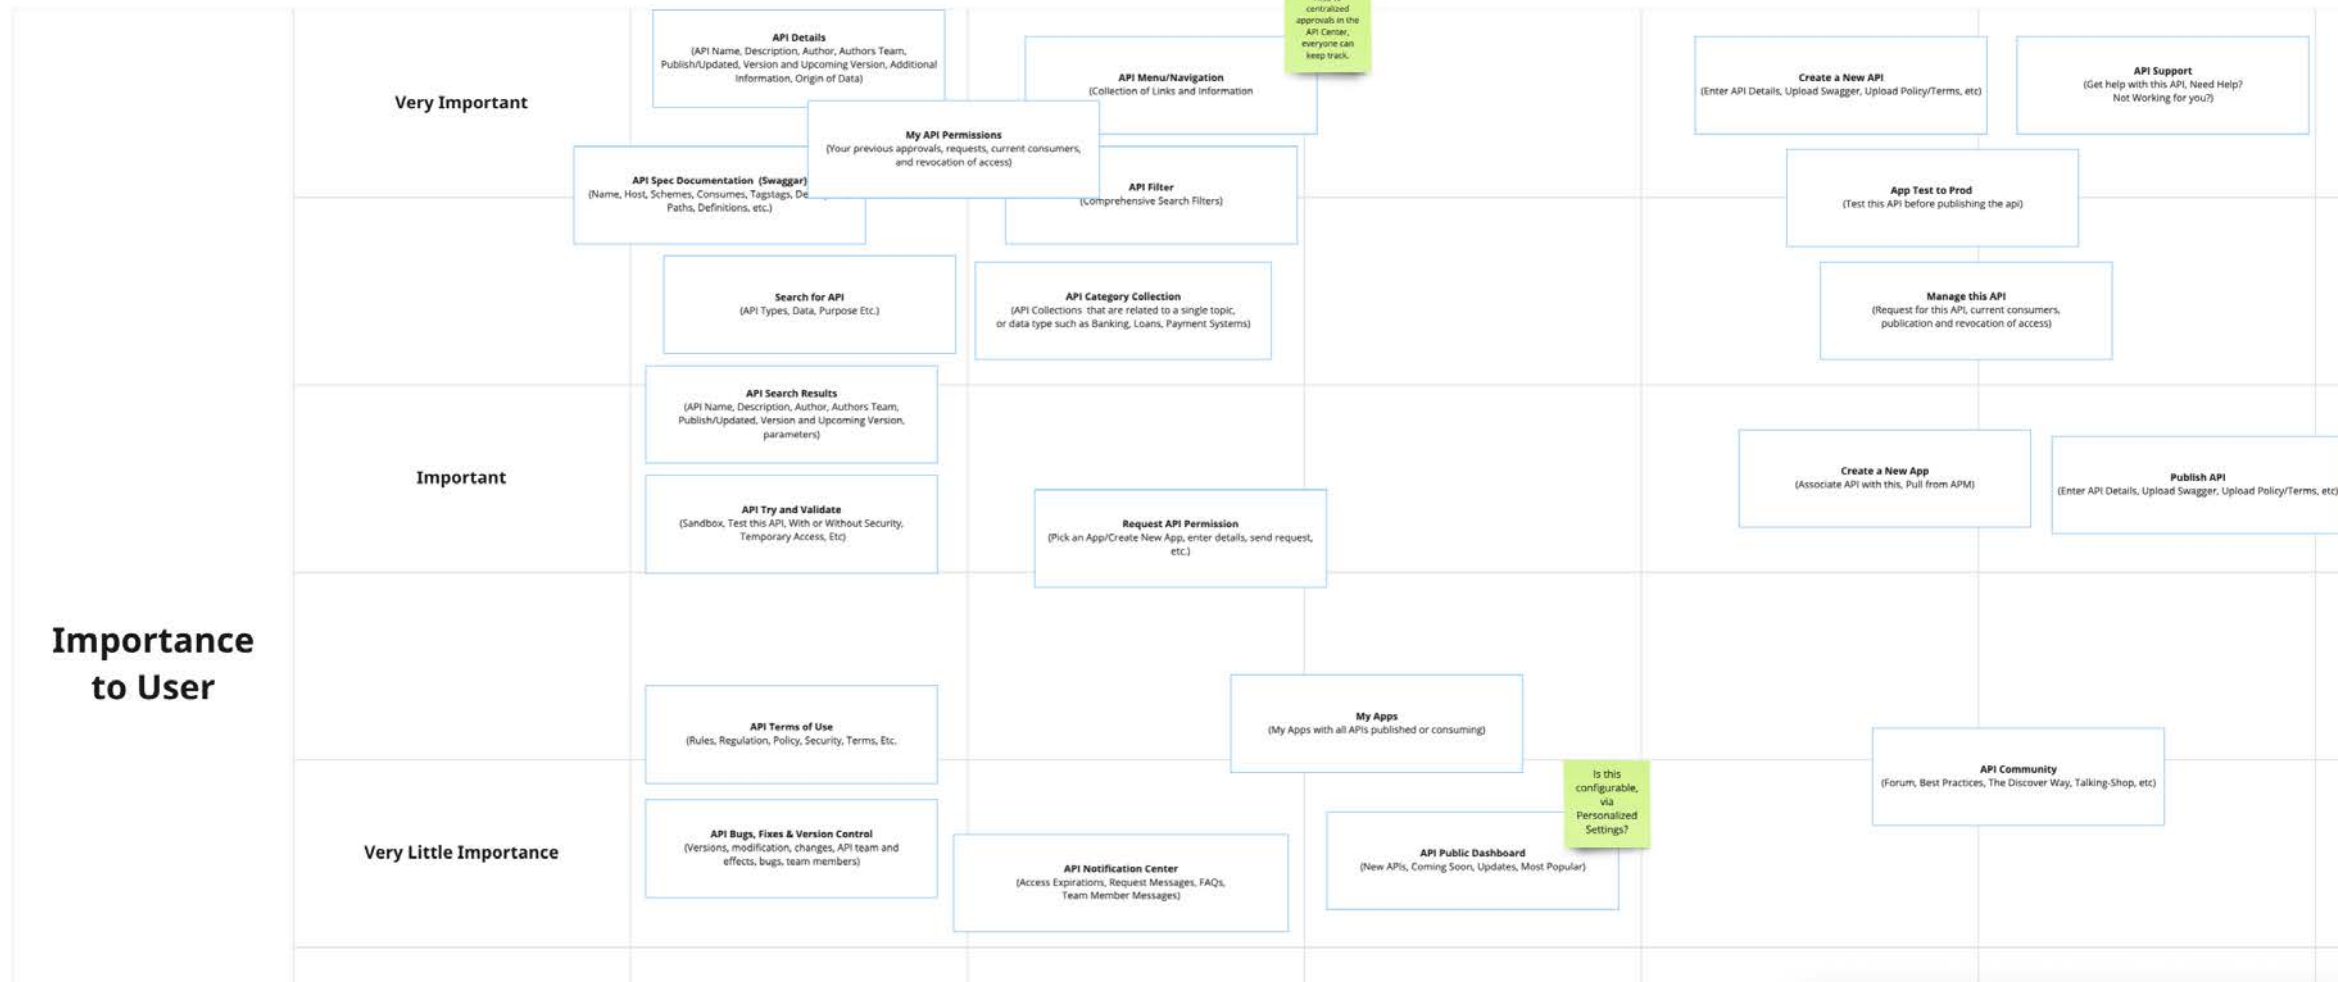 centralized
approvals in the
API Center,
everyone can
keep track.
API Details
(API Name, Description, Author, Authors Team,
Publish/Updated, Version and Upcoming Version, Additional
Information, Origin of Data)
API Menu/Navigation
(Collection of Links and Information
Create a New API
(Enter API Details, Upload Swagger, Upload Policy/Terms, etc)
API Support
(Get help with this API, Need Help?
Not Working for you?)
Very Important
My API Permissions
(Your previous approvals, requests, current consumers,
and revocation of access)
API Spec Documentation (Swaggar)
(Name, Host, Schemes, Consumes, Tagstags, De
Paths, Definitions, etc.)
API Filter
(Comprehensive Search Filters)
App Test to Prod
(Test this API before publishing the api)
Search for API
(API Types, Data, Purpose Etc.)
API Category Collection
(API Collections that are related to a single topic,
or data type such as Banking, Loans, Payment Systems)
Manage this API
(Request for this API, current consumers,
publication and revocation of access)
API Search Results
(API Name, Description, Author, Authors Team,
Publish/Updated, Version and Upcoming Version,
parameters)
Important
API Try and Validate
(Sandbox, Test this API, With or Without Security,
Temporary Access, Etc)
Request API Permission
(Pick an App/Create New App, enter details, send request,
etc.)
Create a New App
(Associate API with this, Pull from APM)
Publish API
(Enter API Details, Upload Swagger, Upload Policy/Terms, etc)
Importance
to User
API Terms of Use
(Rules, Regulation, Policy, Security, Terms, Etc.
My Apps
(My Apps with all APIs published or consuming)
API Community
(Forum, Best Practices, The Discover Way, Talking-Shop, etc)
Is this
configurable,
via
Personalized
Settings?
Very Little Importance
API Bugs, Fixes & Version Control
(Versions, modification, changes, API team and
effects, bugs, team members)
API Notification Center
(Access Expirations, Request Messages, FAQs,
Team Member Messages)
API Public Dashboard
(New APIs, Coming Soon, Updates, Most Popular)